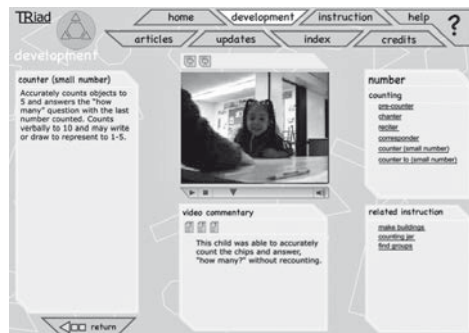 TRiad
home
development
instruction
help
?
articles
updates
index
credits
development
counter (small number)
Accurately counts objects to
5 and answers the "how
many" question with the last
number counted. Counts
verbally to 10 and may write
or draw to represent to 1-5.
return
video commentary
This child was able to accurately
count the chips and answer,
"how many?" without recounting.
number
counting
pre-counter
chanter
reciter
corresponder
counter (small number)
counter to (small number)
related instruction
make buildings
counting jar
find groups